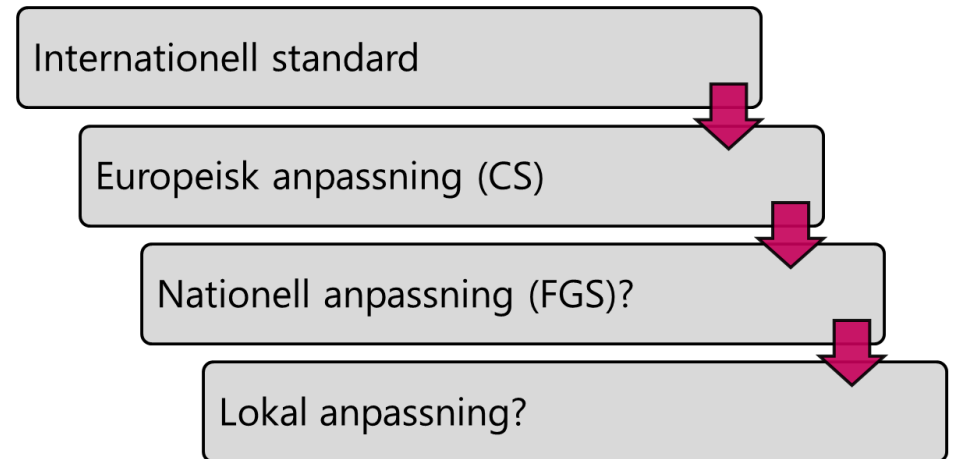 Internationell standard
Europeisk anpassning (CS)
Nationell anpassning (FGS)?
Lokal anpassning?